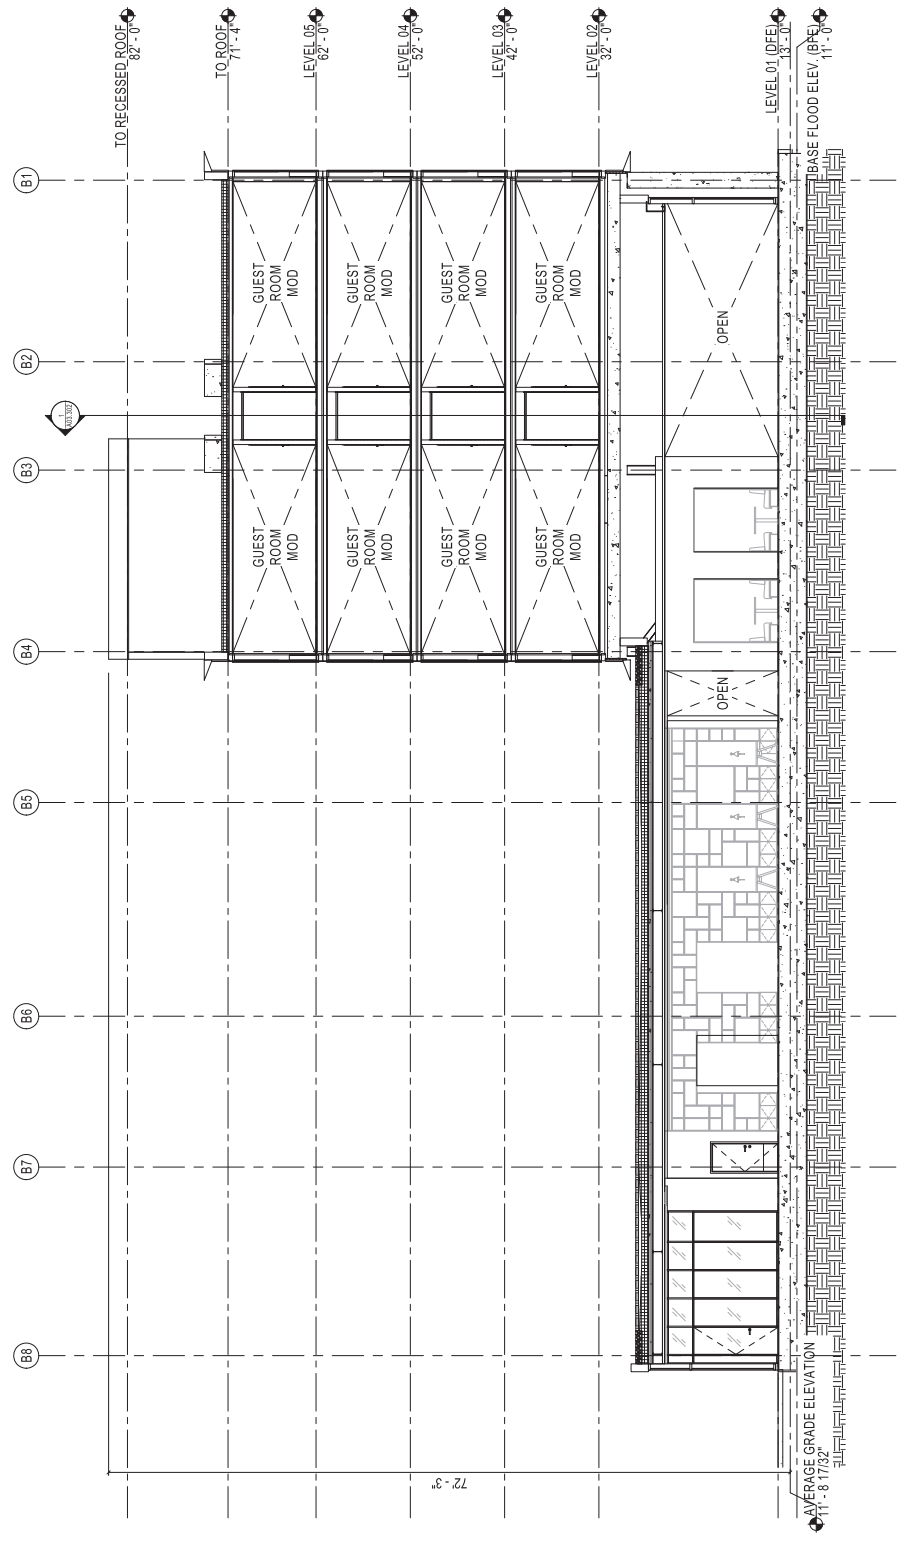 TO RECESSED ROOF
82' - 0"
TO ROOF
71' - 4"
LEVEL 05
62' - 0"
LEVEL 04
52' - 0"
LEVEL 03
42' - 0"
LEVEL 02
32' - 0"
LEVEL 01 (DFE)
13' - 0"
BASE FLOOD ELEV. (BFE)
11' - 0"
B1
B2
B3
B4
B5
B6
B7
B8
1
A03.302
GUEST
ROOM
MOD
GUEST
ROOM
MOD
GUEST
ROOM
MOD
GUEST
ROOM
MOD
GUEST
ROOM
MOD
GUEST
ROOM
MOD
GUEST
ROOM
MOD
GUEST
ROOM
MOD
OPEN
OPEN
72' - 3"
AVERAGE GRADE ELEVATION
11' - 8 17/32"